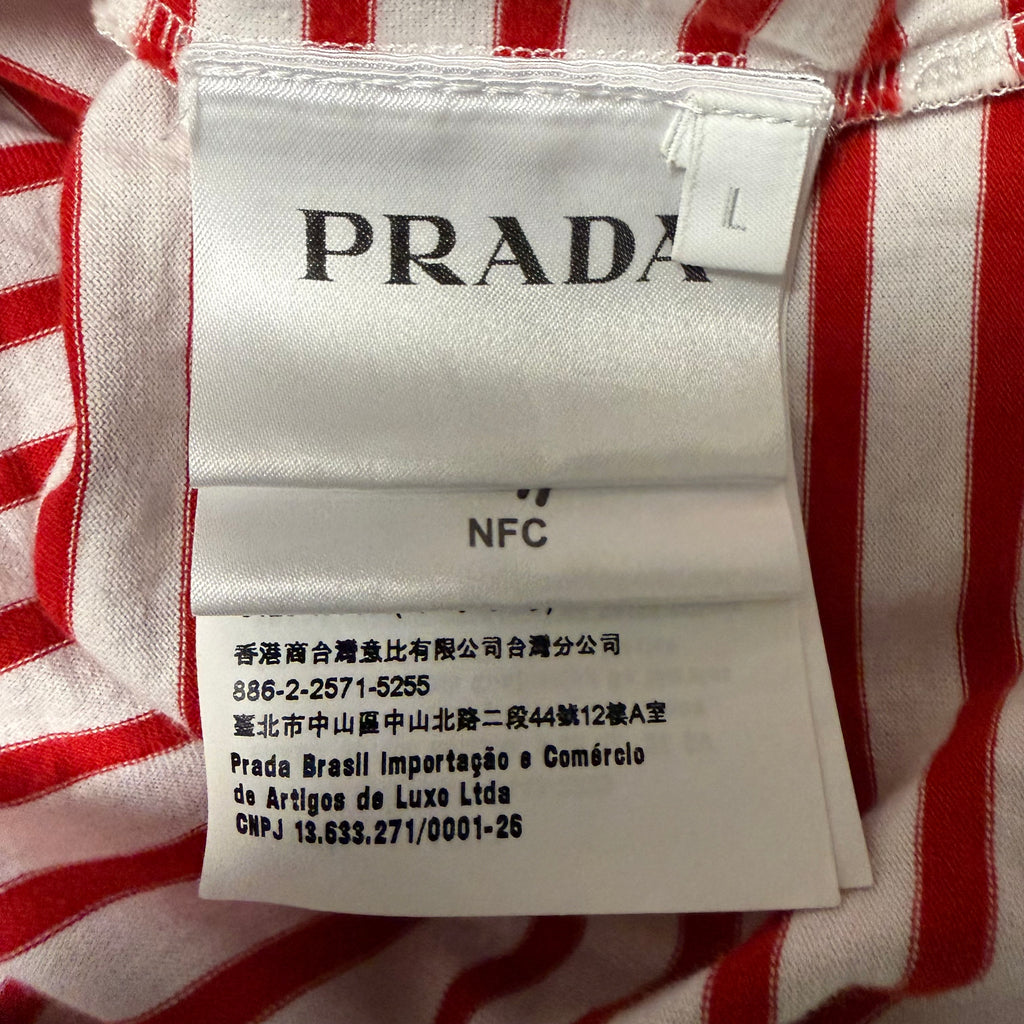 PRADA
L
NFC
香港商台灣意比有限公司台灣分公司
886-2-2571-5255
臺北市中山區中山北路二段44號12樓A室
Prada Brasil Importação e Comércio
de Artigos de Luxo Ltda
CNPJ 13.633.271/0001-26